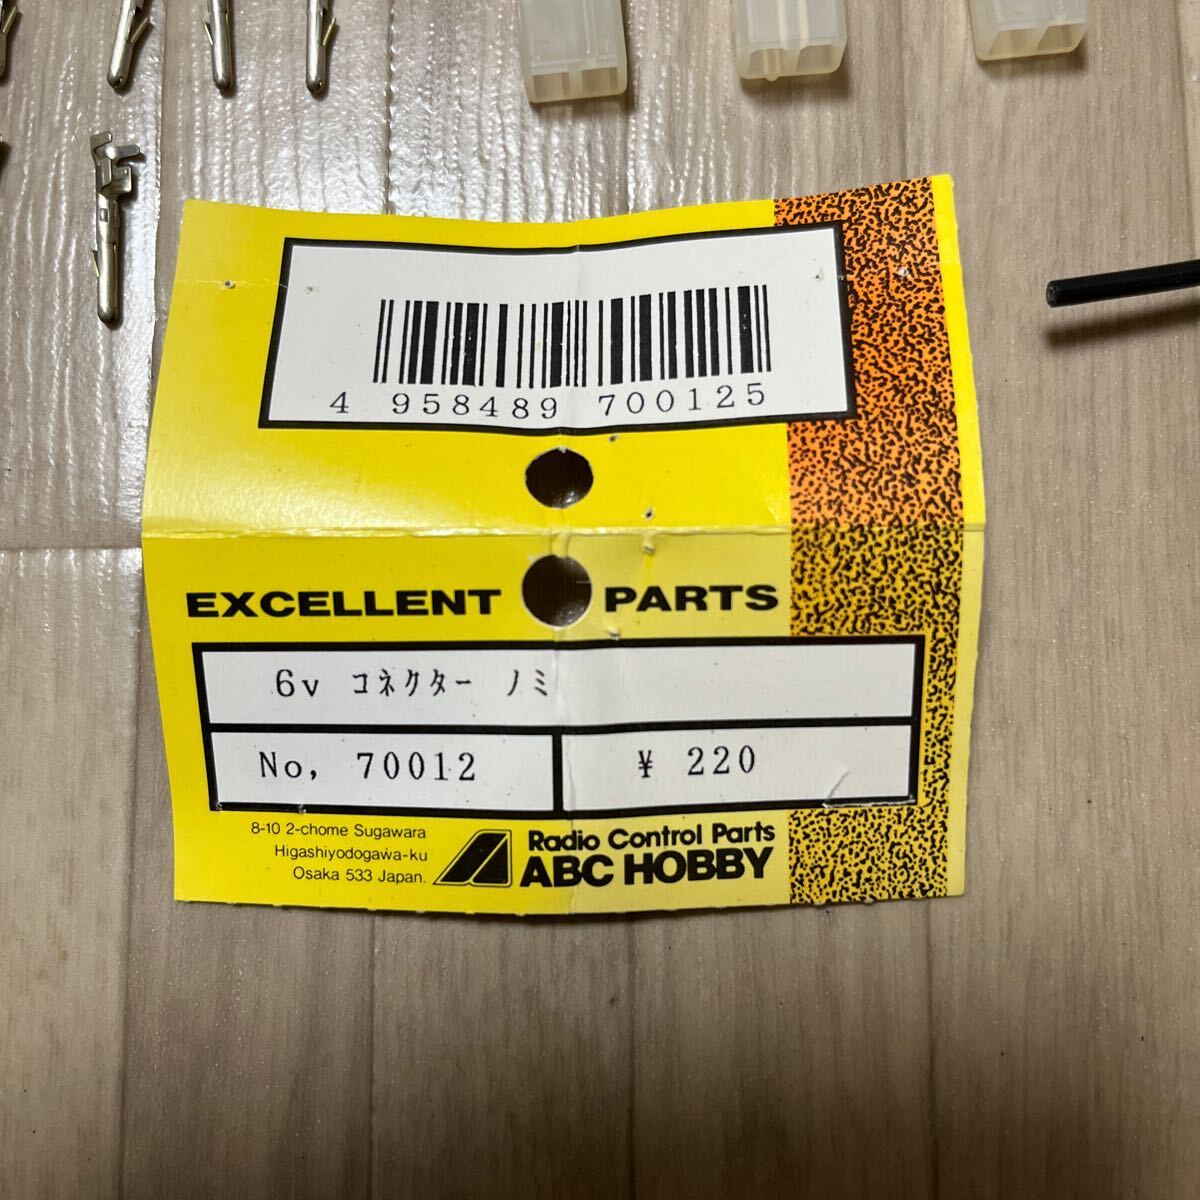 4 958489 700125
EXCELLENT PARTS
6v ｺﾈｸﾀｰ ﾉﾐ
No, 70012
¥ 220
8-10 2-chome Sugawara
Higashiyodogawa-ku
Osaka 533 Japan.
Radio Control Parts
ABC HOBBY